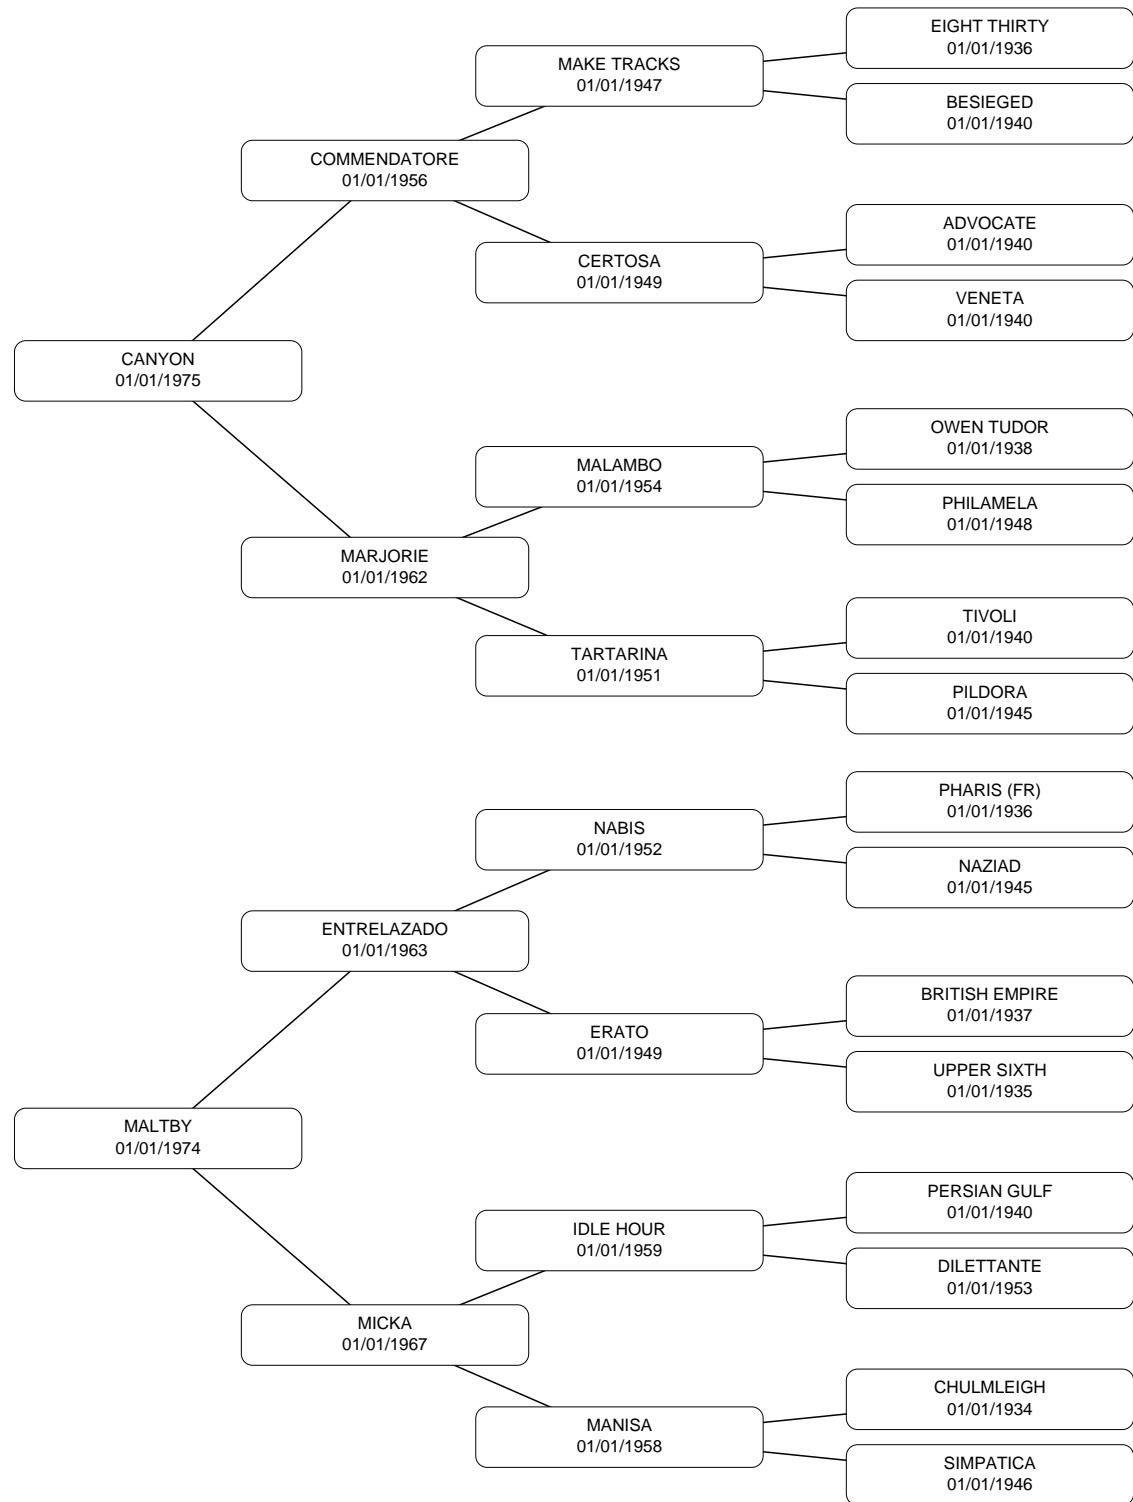 EIGHT THIRTY
01/01/1936
MAKE TRACKS
01/01/1947
BESIEGED
01/01/1940
COMMENDATORE
01/01/1956
ADVOCATE
01/01/1940
CERTOSA
01/01/1949
VENETA
01/01/1940
CANYON
01/01/1975
OWEN TUDOR
01/01/1938
MALAMBO
01/01/1954
PHILAMELA
01/01/1948
MARJORIE
01/01/1962
TIVOLI
01/01/1940
TARTARINA
01/01/1951
PILDORA
01/01/1945
PHARIS (FR)
01/01/1936
NABIS
01/01/1952
NAZIAD
01/01/1945
ENTRELAZADO
01/01/1963
BRITISH EMPIRE
01/01/1937
ERATO
01/01/1949
UPPER SIXTH
01/01/1935
MALTBY
01/01/1974
PERSIAN GULF
01/01/1940
IDLE HOUR
01/01/1959
DILETTANTE
01/01/1953
MICKA
01/01/1967
CHULMLEIGH
01/01/1934
MANISA
01/01/1958
SIMPATICA
01/01/1946